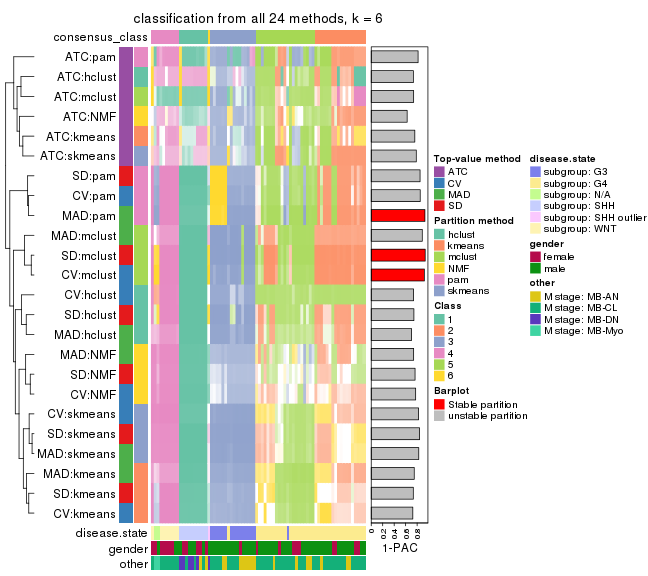 classification from all 24 methods, k = 6
consensus_class
ATC:pam
ATC:hclust
ATC:mclust
ATC:NMF
ATC:kmeans
ATC:skmeans
SD:pam
CV:pam
MAD:pam
MAD:mclust
SD:mclust
CV:mclust
CV:hclust
SD:hclust
MAD:hclust
MAD:NMF
SD:NMF
CV:NMF
CV:skmeans
SD:skmeans
MAD:skmeans
MAD:kmeans
SD:kmeans
CV:kmeans
disease.state
gender
other
0
0.2
0.4
0.6
0.8
1-PAC
Top-value method
ATC
CV
MAD
SD
Partition method
hclust
kmeans
mclust
NMF
pam
skmeans
Class
1
2
3
4
5
6
Barplot
Stable partition
unstable partition
disease.state
subgroup: G3
subgroup: G4
subgroup: N/A
subgroup: SHH
subgroup: SHH outlier
subgroup: WNT
gender
female
male
other
M stage: MB-AN
M stage: MB-CL
M stage: MB-DN
M stage: MB-Myo